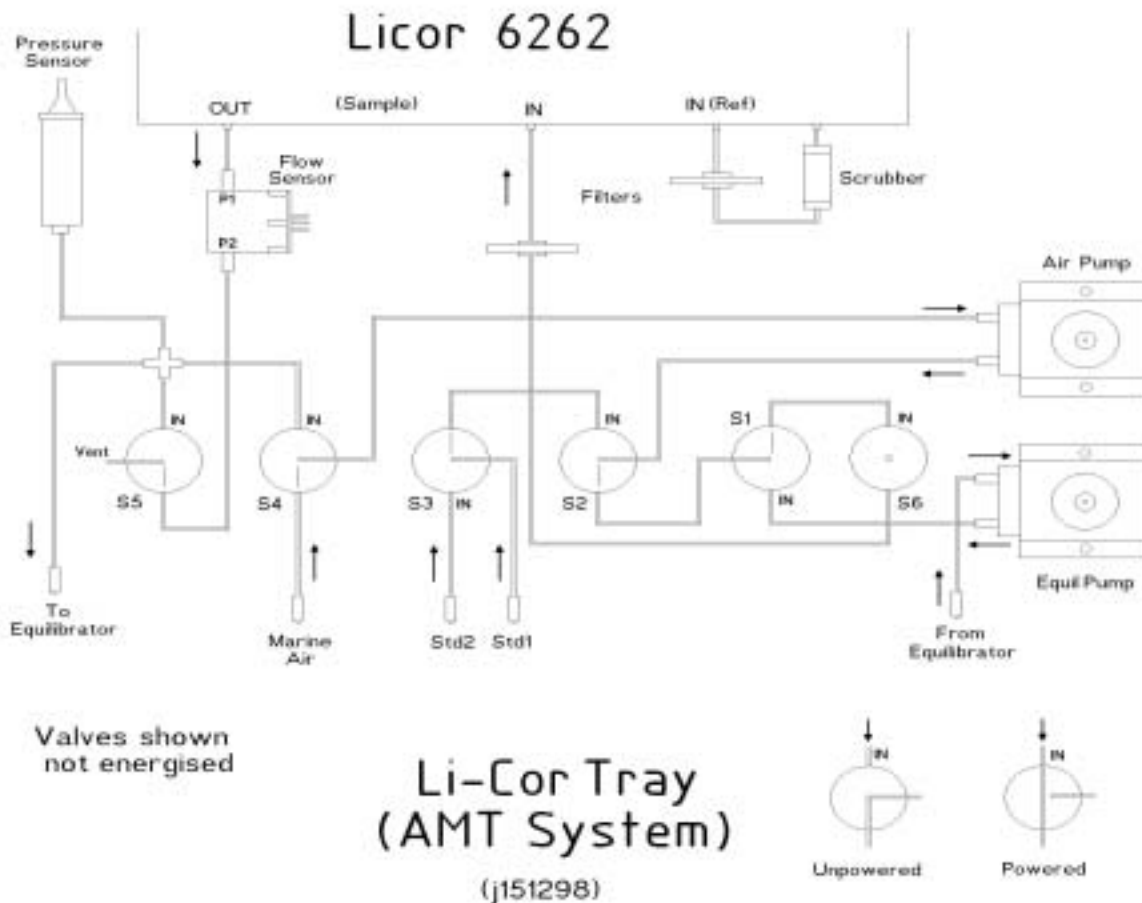 Licor 6262
Pressure
Sensor
OUT
(Sample)
IN
IN (Ref)
Flow
Sensor
P1
P2
Filters
Scrubber
Air Pump
IN
IN
IN
S1
IN
Vent
S5
S4
S3
IN
S2
IN
S6
Equil Pump
To
Equilibrator
Marine
Air
Std2
Std1
From
Equilibrator
Valves shown
not energised
Li-Cor Tray
(AMT System)
(j151298)
IN
Unpowered
IN
Powered